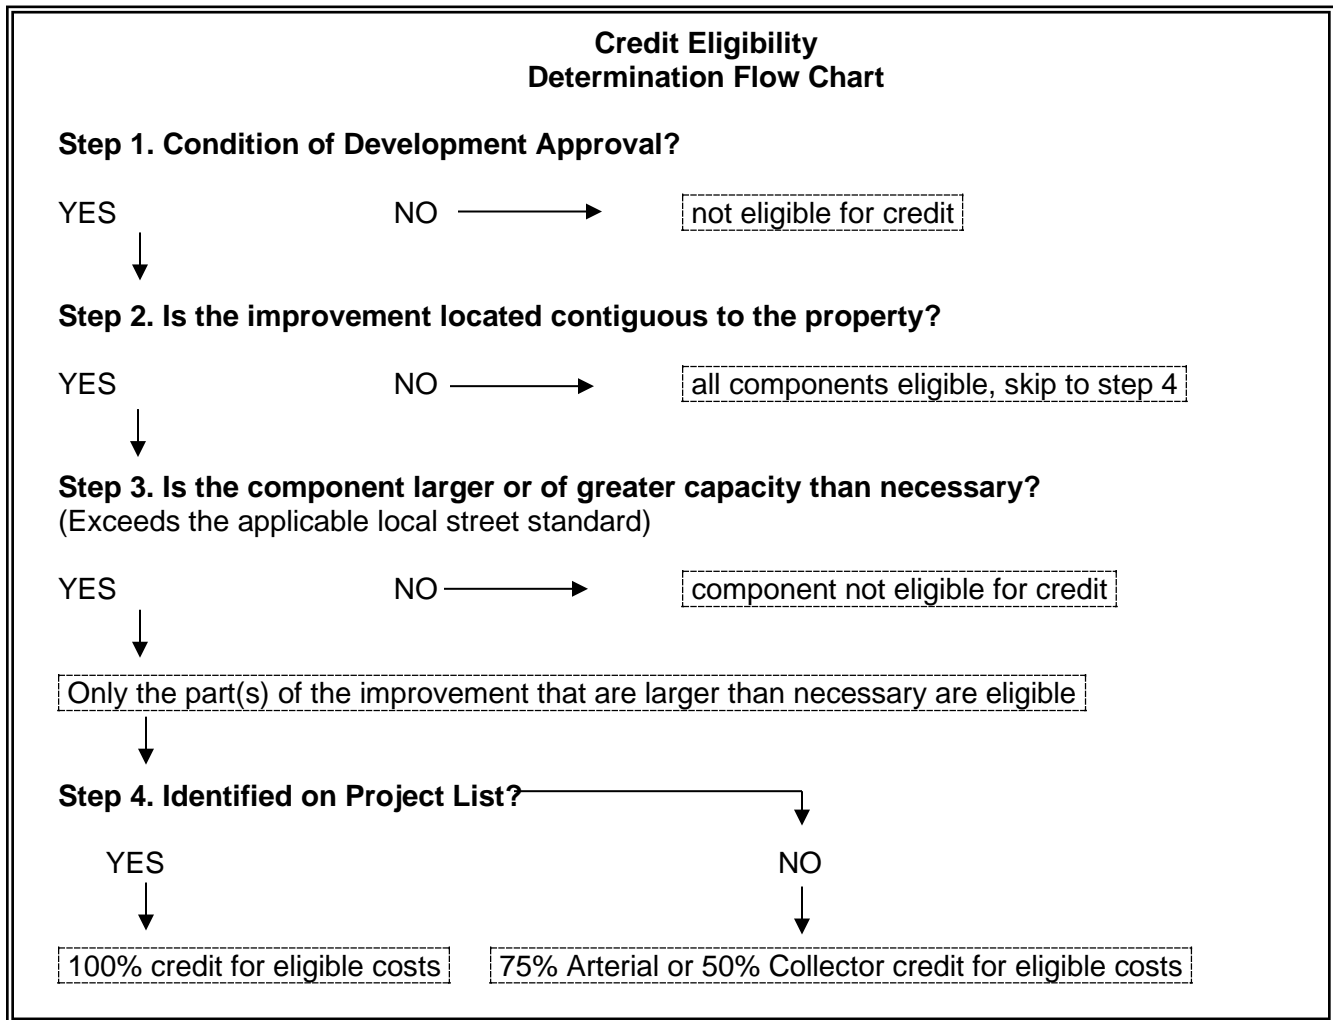 Credit Eligibility
Determination Flow Chart
Step 1. Condition of Development Approval?
YES NO not eligible for credit
Step 2. Is the improvement located contiguous to the property?
YES NO all components eligible, skip to step 4
Step 3. Is the component larger or of greater capacity than necessary?
(Exceeds the applicable local street standard)
YES NO component not eligible for credit
Only the part(s) of the improvement that are larger than necessary are eligible
Step 4. Identified on Project List?
YES NO
100% credit for eligible costs 75% Arterial or 50% Collector credit for eligible costs